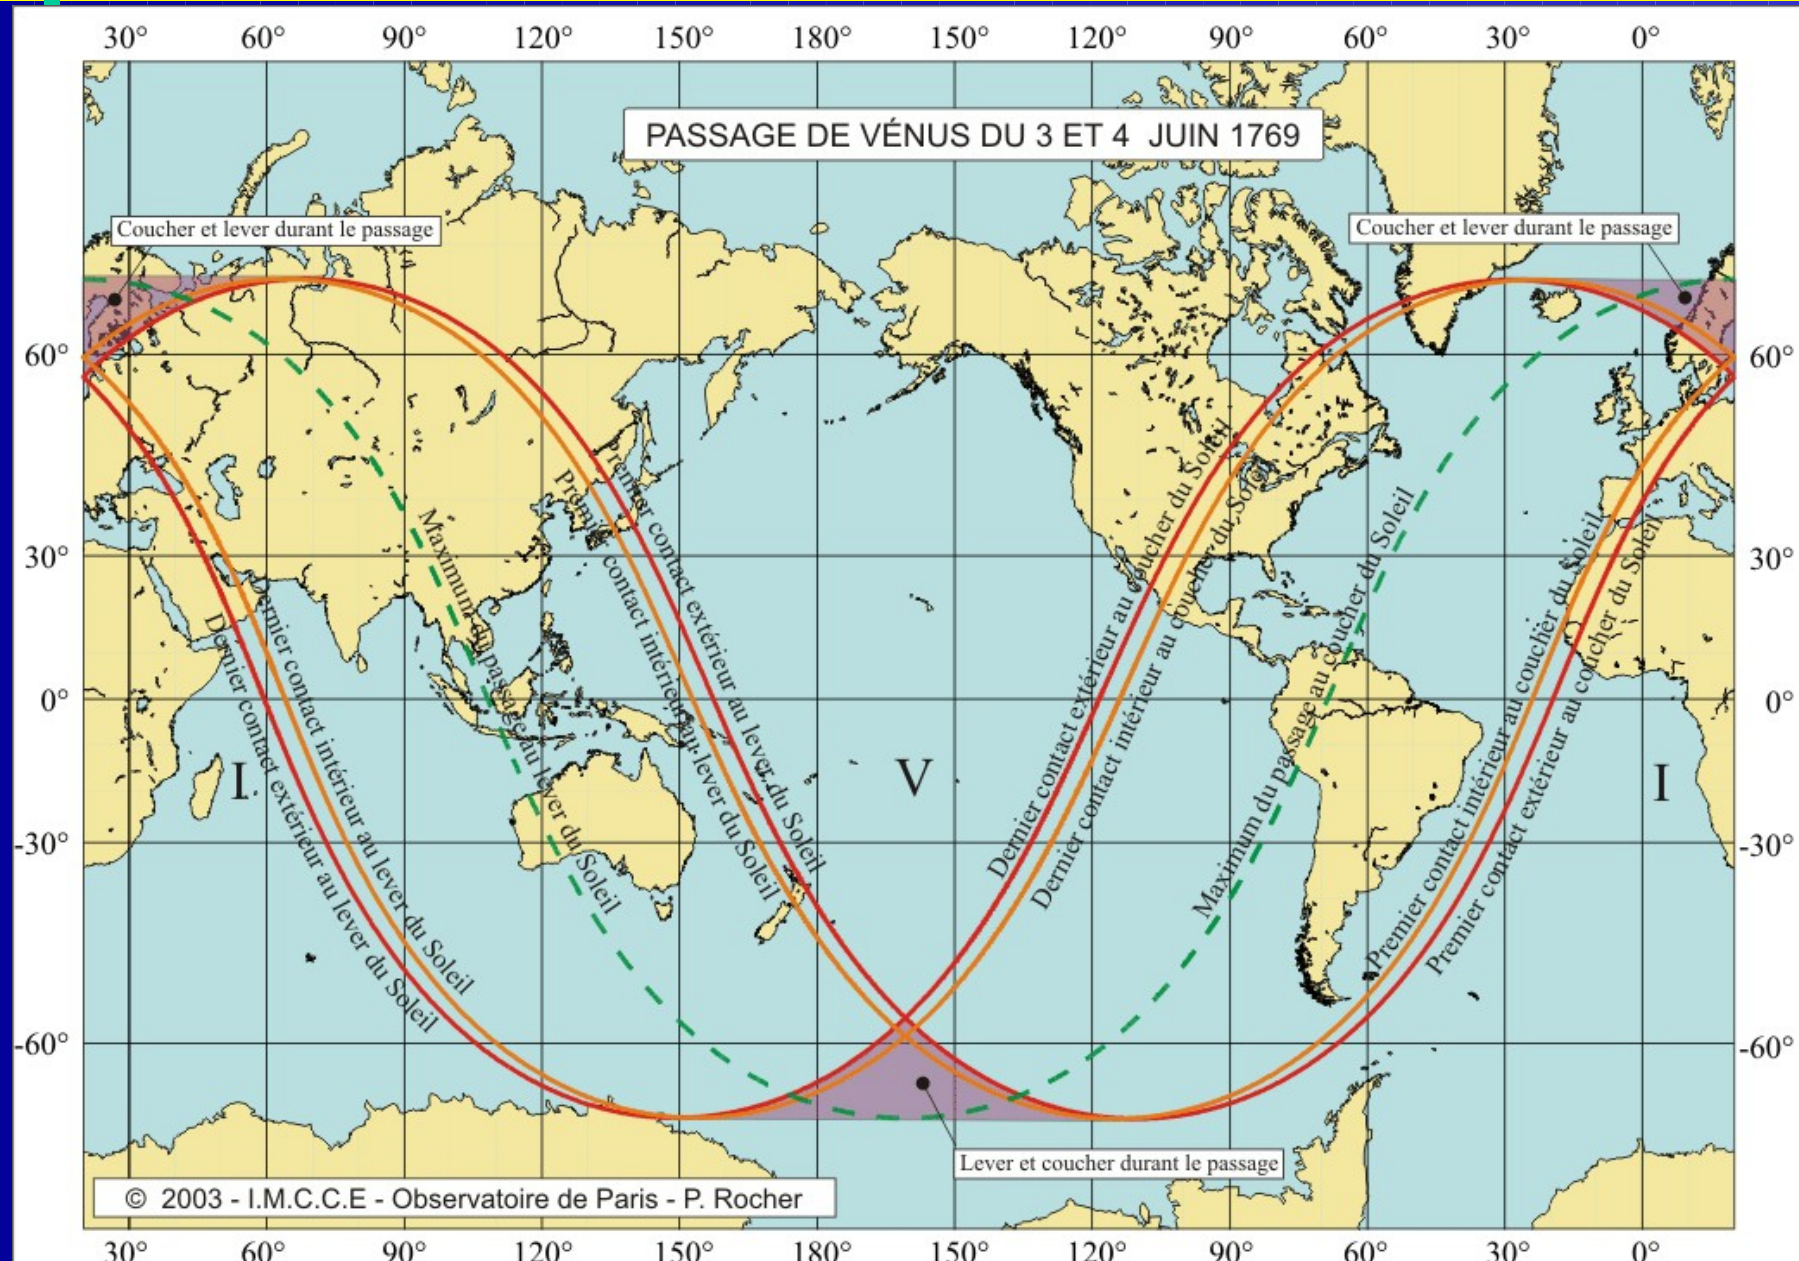 30° 60° 90° 120° 150° 180° 150° 120° 90° 60° 30° 0°
PASSAGE DE VÉNUS DU 3 ET 4 JUIN 1769
Coucher et lever durant le passage
Coucher et lever durant le passage
60° 60°
30° 30°
0° 0°
-30° -30°
-60° -60°
Dernier contact extérieur au lever du Soleil
Dernier contact intérieur au lever du Soleil
Maximum du passage au lever du Soleil
Premier contact intérieur au lever du Soleil
Premier contact extérieur au lever du Soleil
Dernier contact extérieur au coucher du Soleil
Dernier contact intérieur au coucher du Soleil
Maximum du passage au coucher du Soleil
Premier contact intérieur au coucher du Soleil
Premier contact extérieur au coucher du Soleil
I V I
Lever et coucher durant le passage
© 2003 - I.M.C.C.E - Observatoire de Paris - P. Rocher
30° 60° 90° 120° 150° 180° 150° 120° 90° 60° 30° 0°